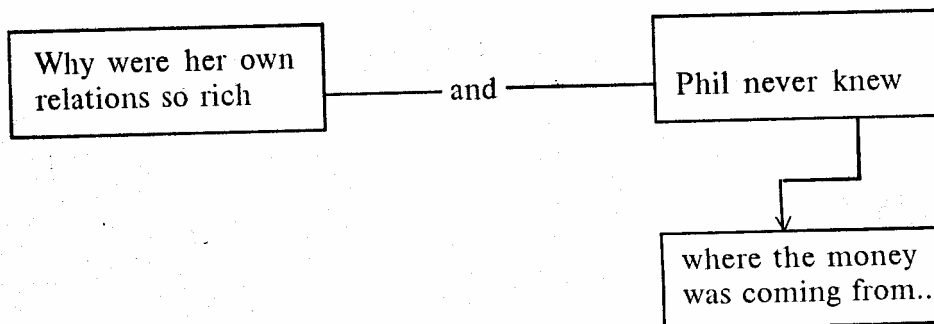 Why were her own
relations so rich
and
Phil never knew
where the money
was coming from..